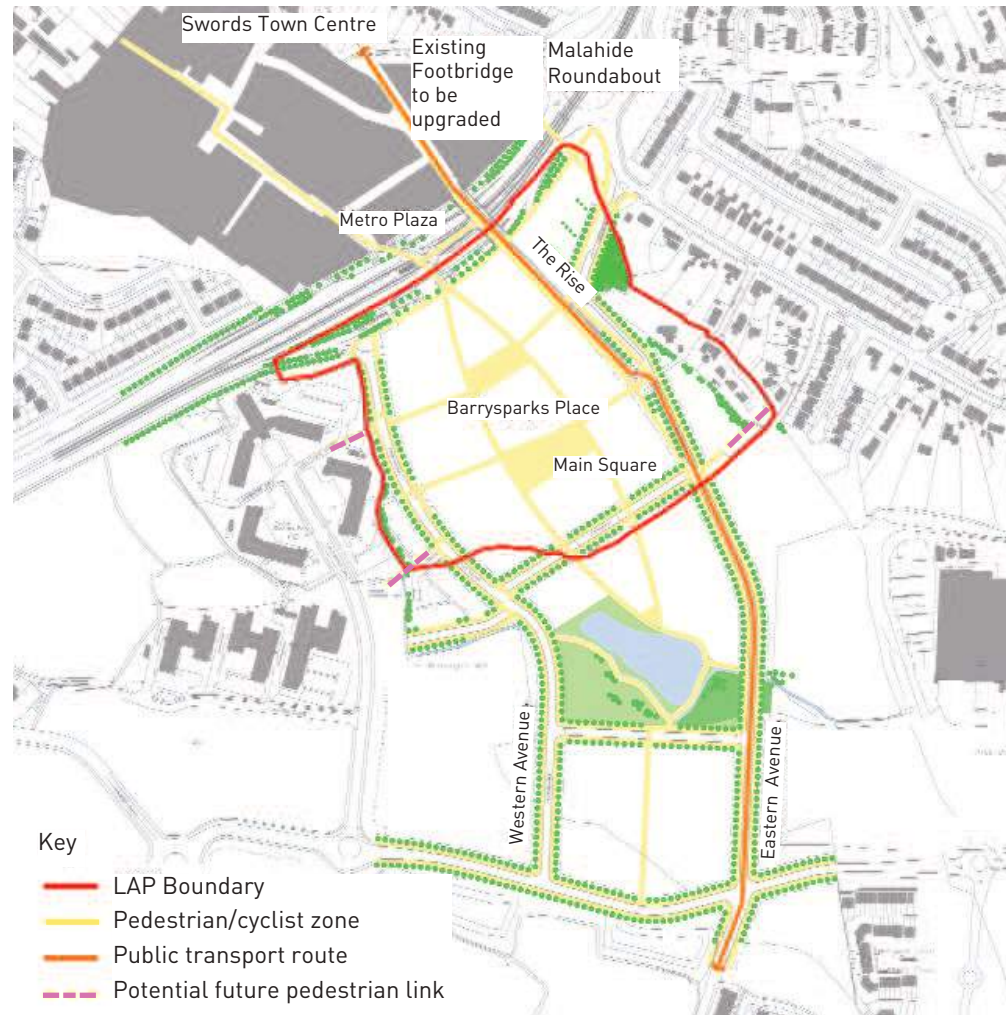 Swords Town Centre
Existing
Footbridge
to be
upgraded
Malahide
Roundabout
Metro Plaza
The Rise
Barrysparks Place
Main Square
Western Avenue
Eastern Avenue
Key
LAP Boundary
Pedestrian/cyclist zone
Public transport route
Potential future pedestrian link